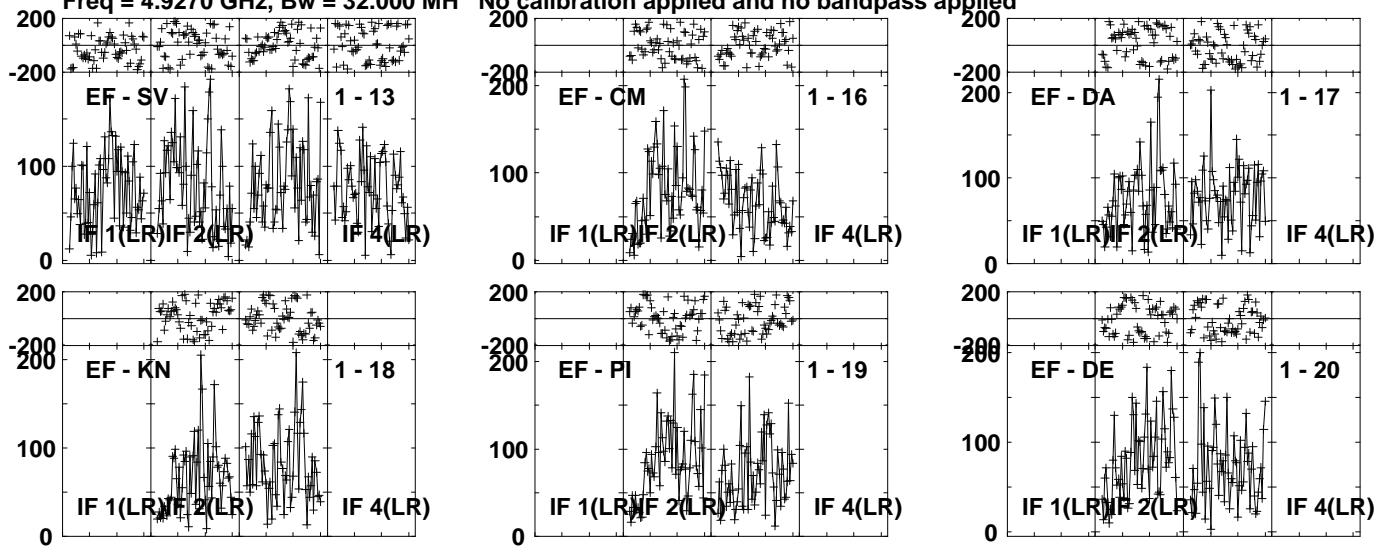 Freq = 4.9270 GHz, Bw = 32.000 MH No calibration applied and no bandpass applied
200 200 200
-200 -200 -200
200 200
EF - SV 1 - 13 EF - CM 1 - 16 EF - DA 1 - 17
100 100 100
IF 1(LR) IF 2(LR) IF 4(LR) IF 1(LR) IF 2(LR) IF 4(LR) IF 1(LR) IF 2(LR) IF 4(LR)
0 0 0
200 200 200
-200 -200 -200
200 200 200
EF - KN 1 - 18 EF - PI 1 - 19 EF - DE 1 - 20
100 100 100
IF 1(LR) IF 2(LR) IF 4(LR) IF 1(LR) IF 2(LR) IF 4(LR) IF 1(LR) IF 2(LR) IF 4(LR)
0 0 0